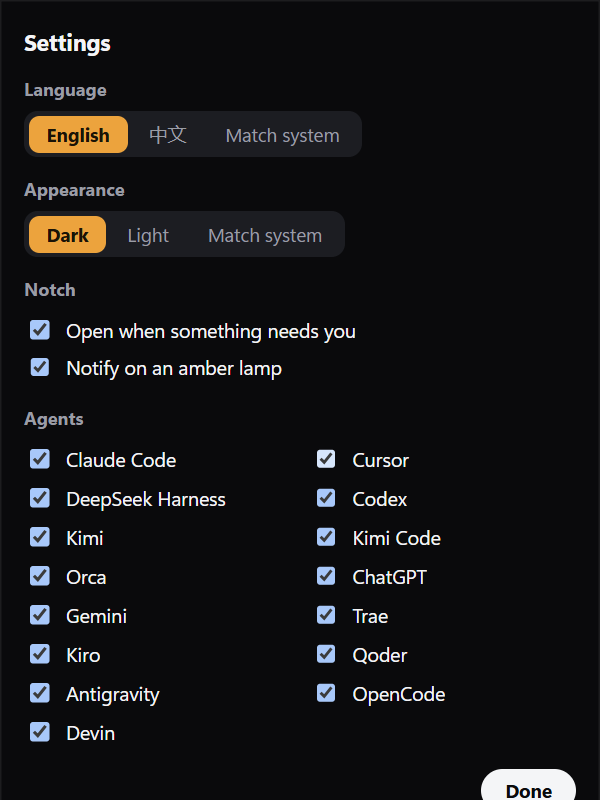 Settings
Language
English 中文 Match system
Appearance
Dark Light Match system
Notch
Open when something needs you
Notify on an amber lamp
Agents
Claude Code Cursor
DeepSeek Harness Codex
Kimi Kimi Code
Orca ChatGPT
Gemini Trae
Kiro Qoder
Antigravity OpenCode
Devin
Done